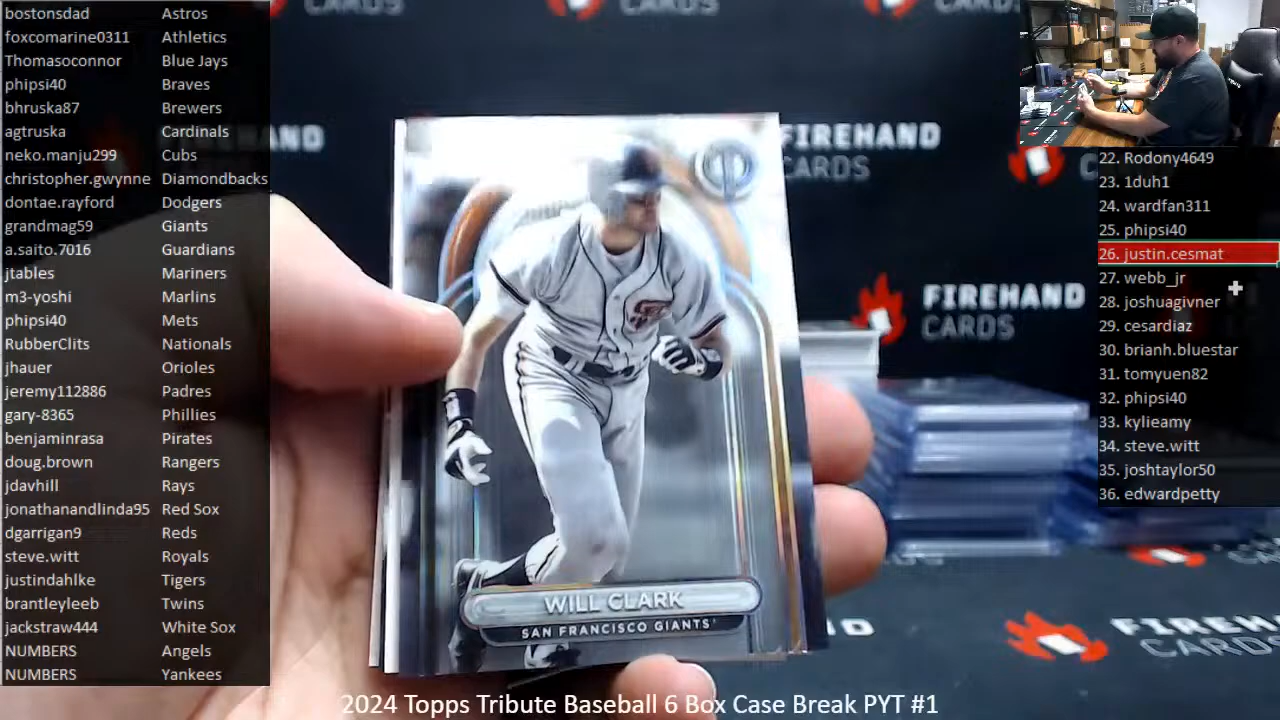 bostonsdad Astros
foxcomarine0311 Athletics
Thomasoconnor Blue Jays
phipsi40 Braves
bhruska87 Brewers
agtruska Cardinals
neko.manju299 Cubs
christopher.gwynne Diamondbacks
dontae.rayford Dodgers
grandmag59 Giants
a.saito.7016 Guardians
jtables Mariners
m3-yoshi Marlins
phipsi40 Mets
RubberClits Nationals
jhauer Orioles
jeremy112886 Padres
gary-8365 Phillies
benjaminrasa Pirates
doug.brown Rangers
jdavhill Rays
jonathanandlinda95 Red Sox
dgarrigan9 Reds
steve.witt Royals
justindahlke Tigers
brantleyleeb Twins
jackstraw444 White Sox
NUMBERS Angels
NUMBERS Yankees
CARDS
CARDS
FIREHAND
CARDS
FIREHAND
CARDS
WILL CLARK
SAN FRANCISCO GIANTS
22. Rodony4649
23. 1duh1
24. wardfan311
25. phipsi40
26. justin.cesmat
27. webb_jr
28. joshuagivner
29. cesardiaz
30. brianh.bluestar
31. tomyuen82
32. phipsi40
33. kylieamy
34. steve.witt
35. joshtaylor50
36. edwardpetty
2024 Topps Tribute Baseball 6 Box Case Break PYT #1